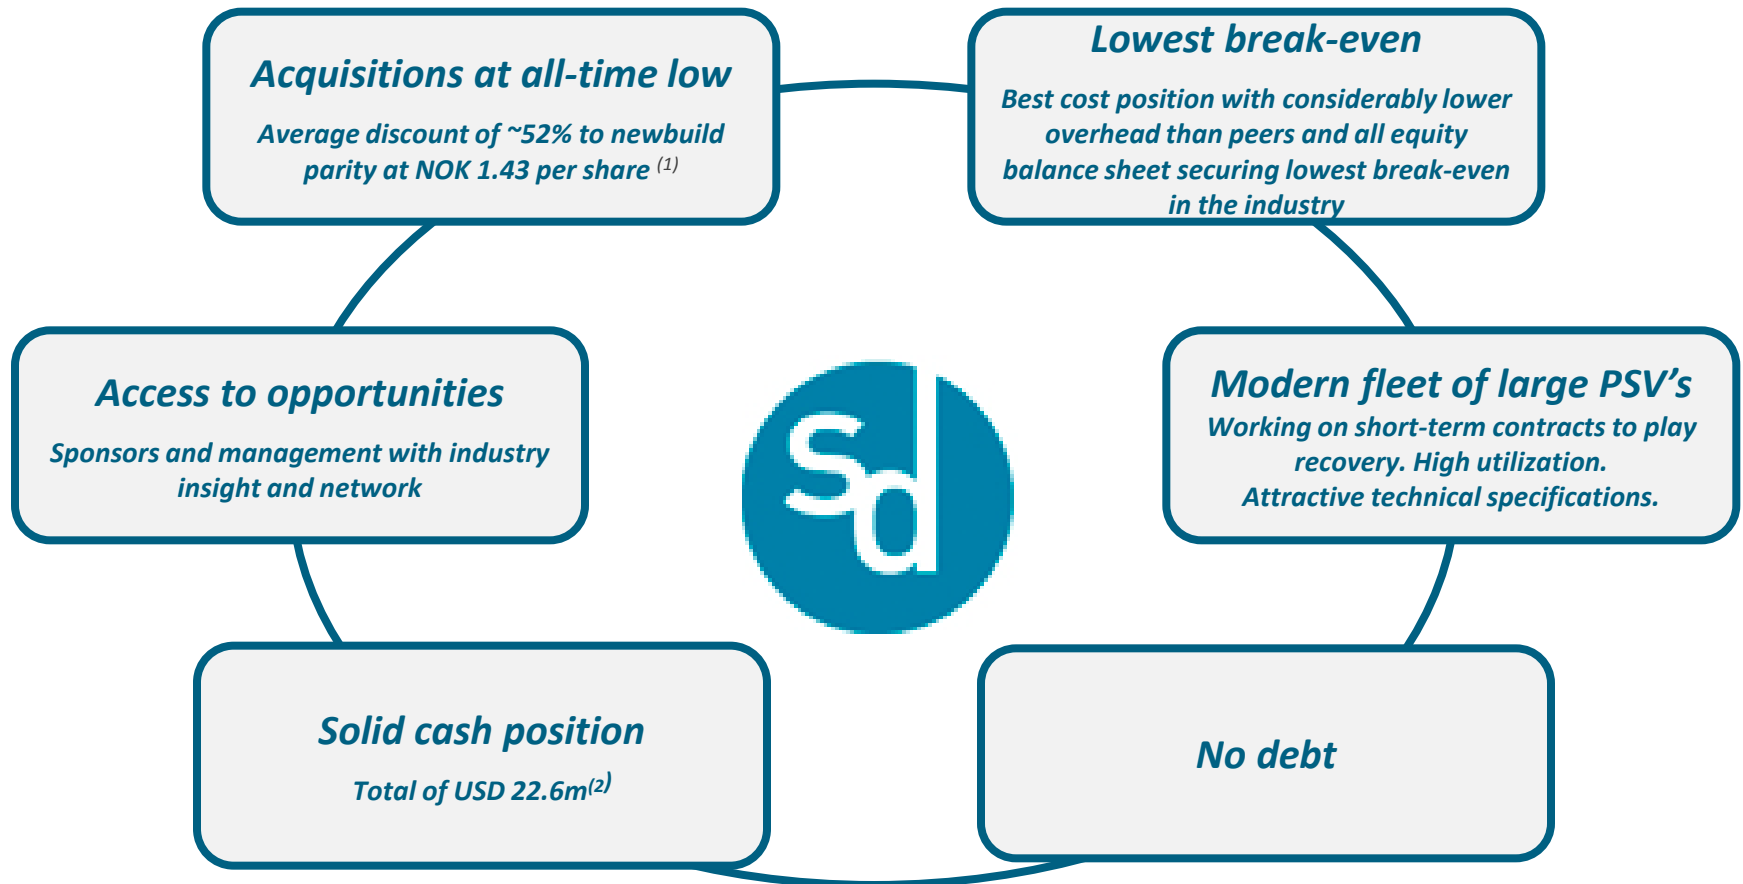 Acquisitions at all-time low
Average discount of ~52% to newbuild
parity at NOK 1.43 per share (1)
Lowest break-even
Best cost position with considerably lower
overhead than peers and all equity
balance sheet securing lowest break-even
in the industry
Access to opportunities
Sponsors and management with industry
insight and network
sd
Modern fleet of large PSV’s
Working on short-term contracts to play
recovery. High utilization.
Attractive technical specifications.
Solid cash position
Total of USD 22.6m(2)
No debt